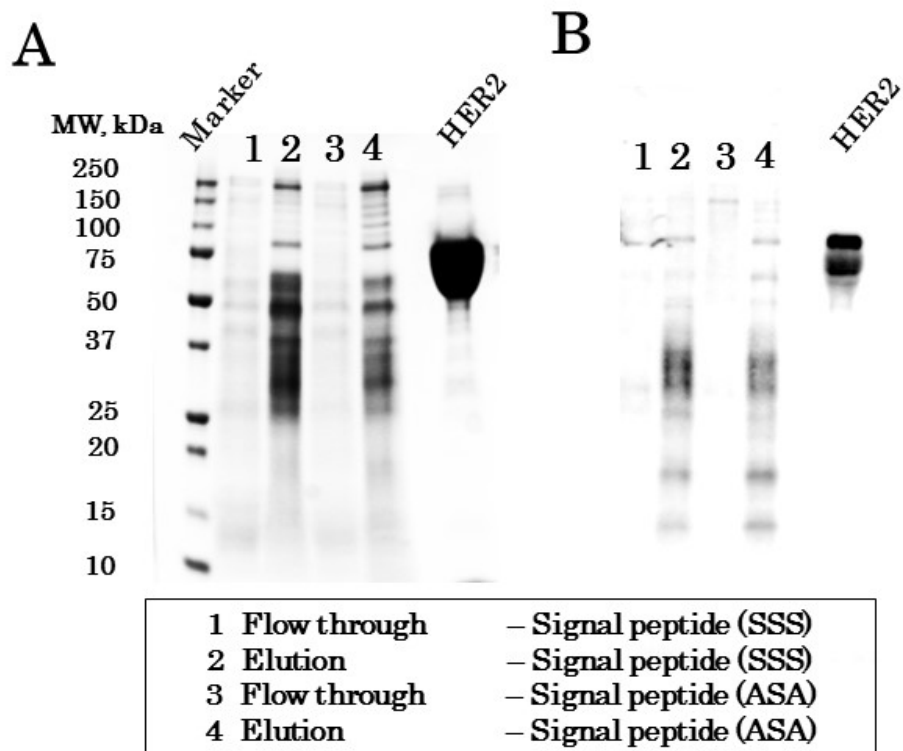 A
B
Marker
HER2
HER2
MW, kDa
1 2 3 4
1 2 3 4
250
150
100
75
50
37
25
20
15
10
1 Flow through – Signal peptide (SSS)
2 Elution – Signal peptide (SSS)
3 Flow through – Signal peptide (ASA)
4 Elution – Signal peptide (ASA)